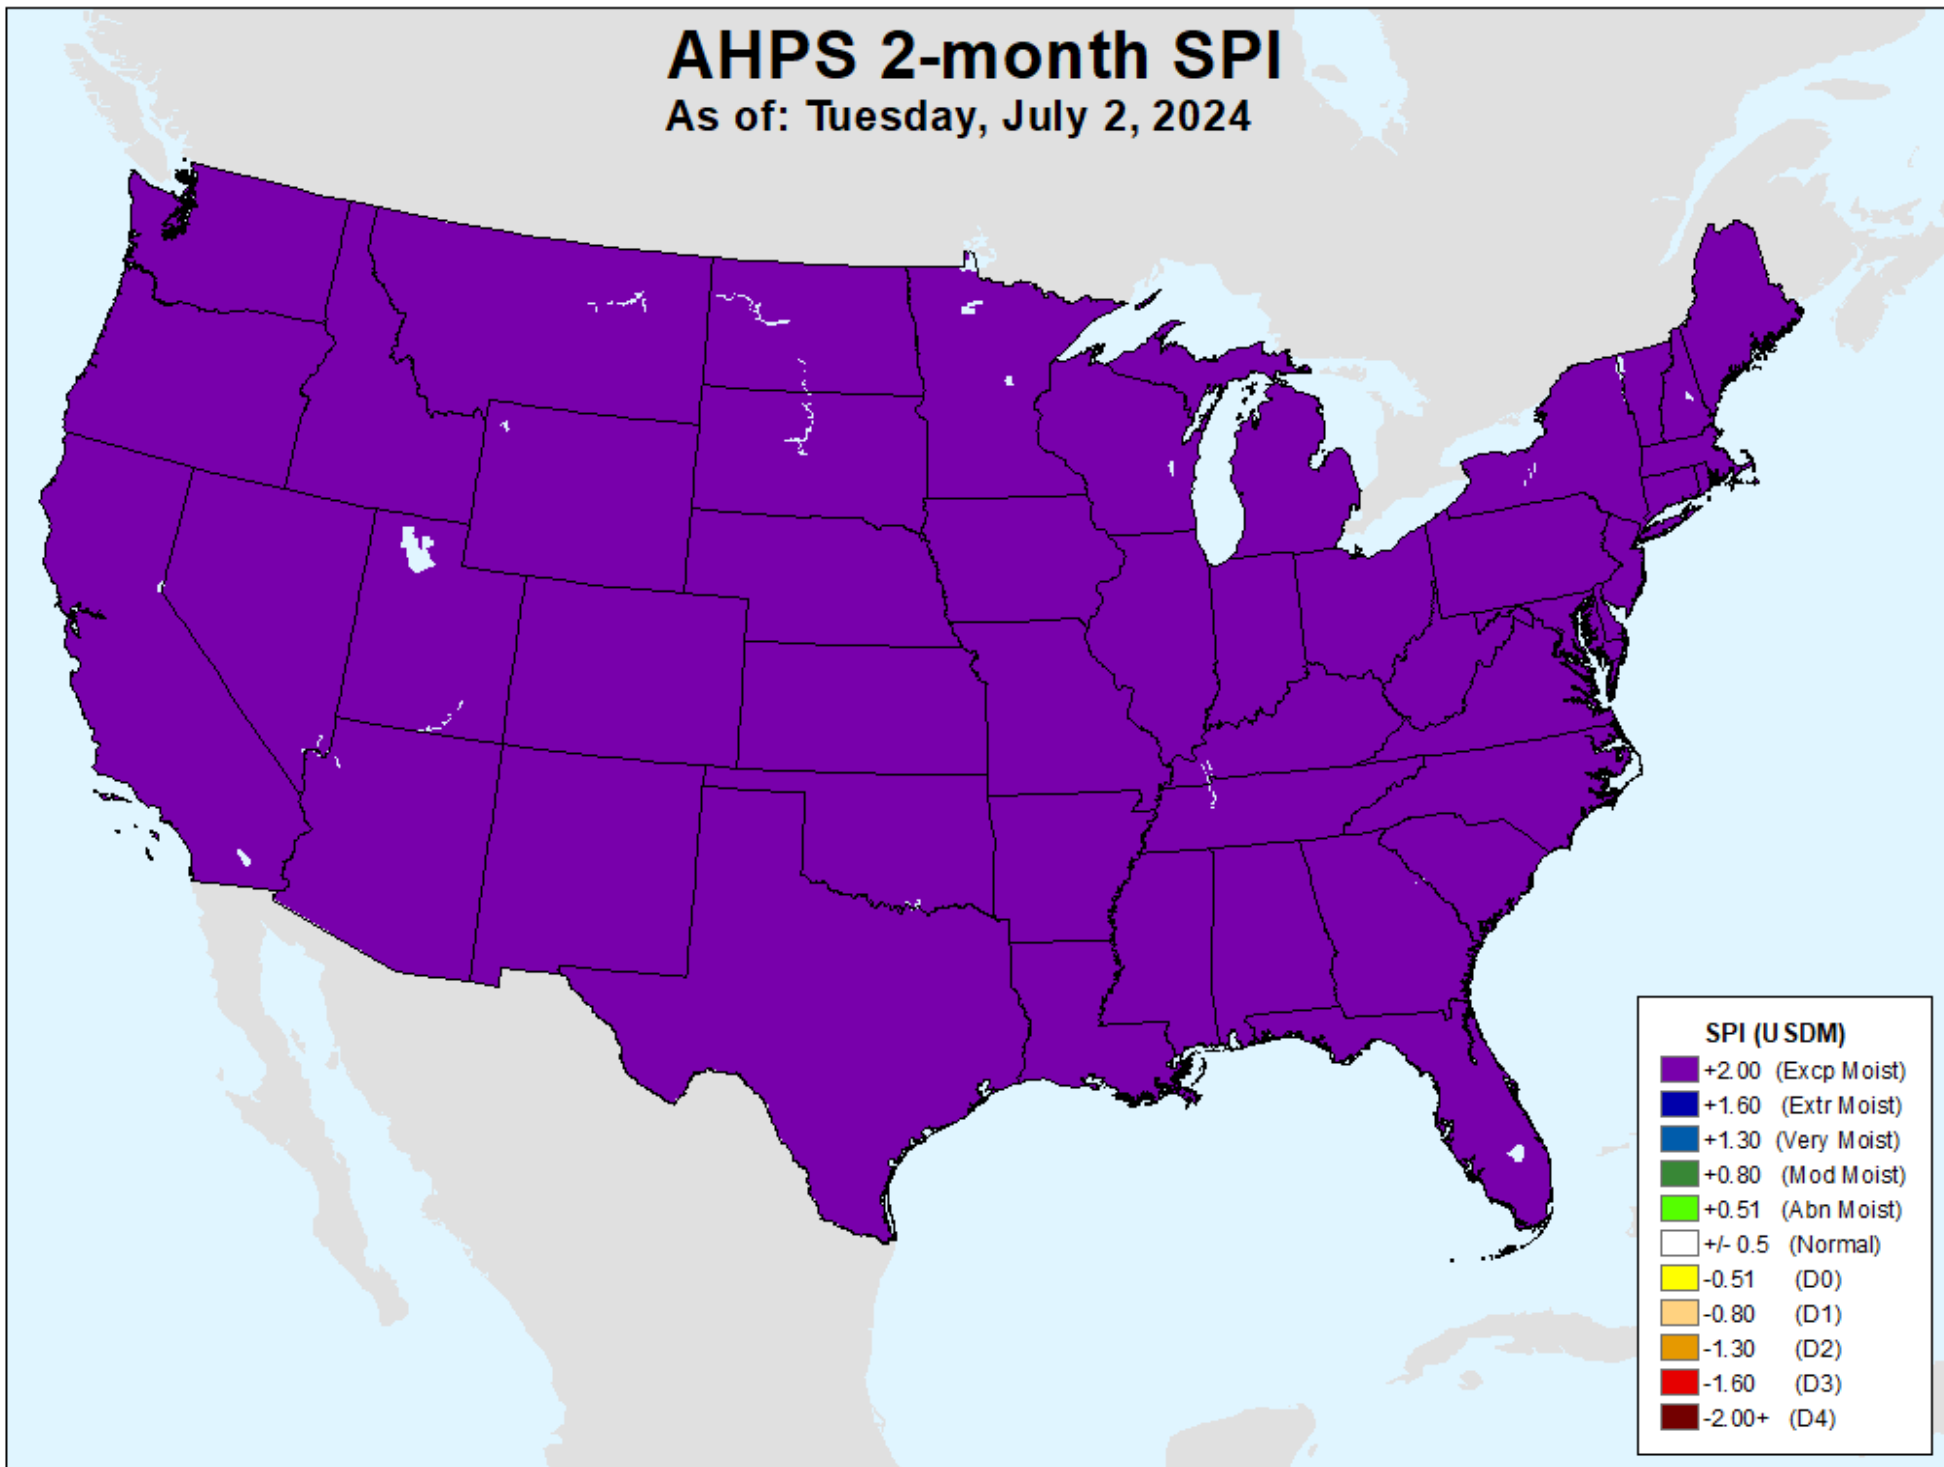 AHPS 2-month SPI
As of: Tuesday, July 2, 2024
SPI (USDM)
+2.00 (Excp Moist)
+1.60 (Extr Moist)
+1.30 (Very Moist)
+0.80 (Mod Moist)
+0.51 (Abn Moist)
+/- 0.5 (Normal)
-0.51 (D0)
-0.80 (D1)
-1.30 (D2)
-1.60 (D3)
-2.00+ (D4)